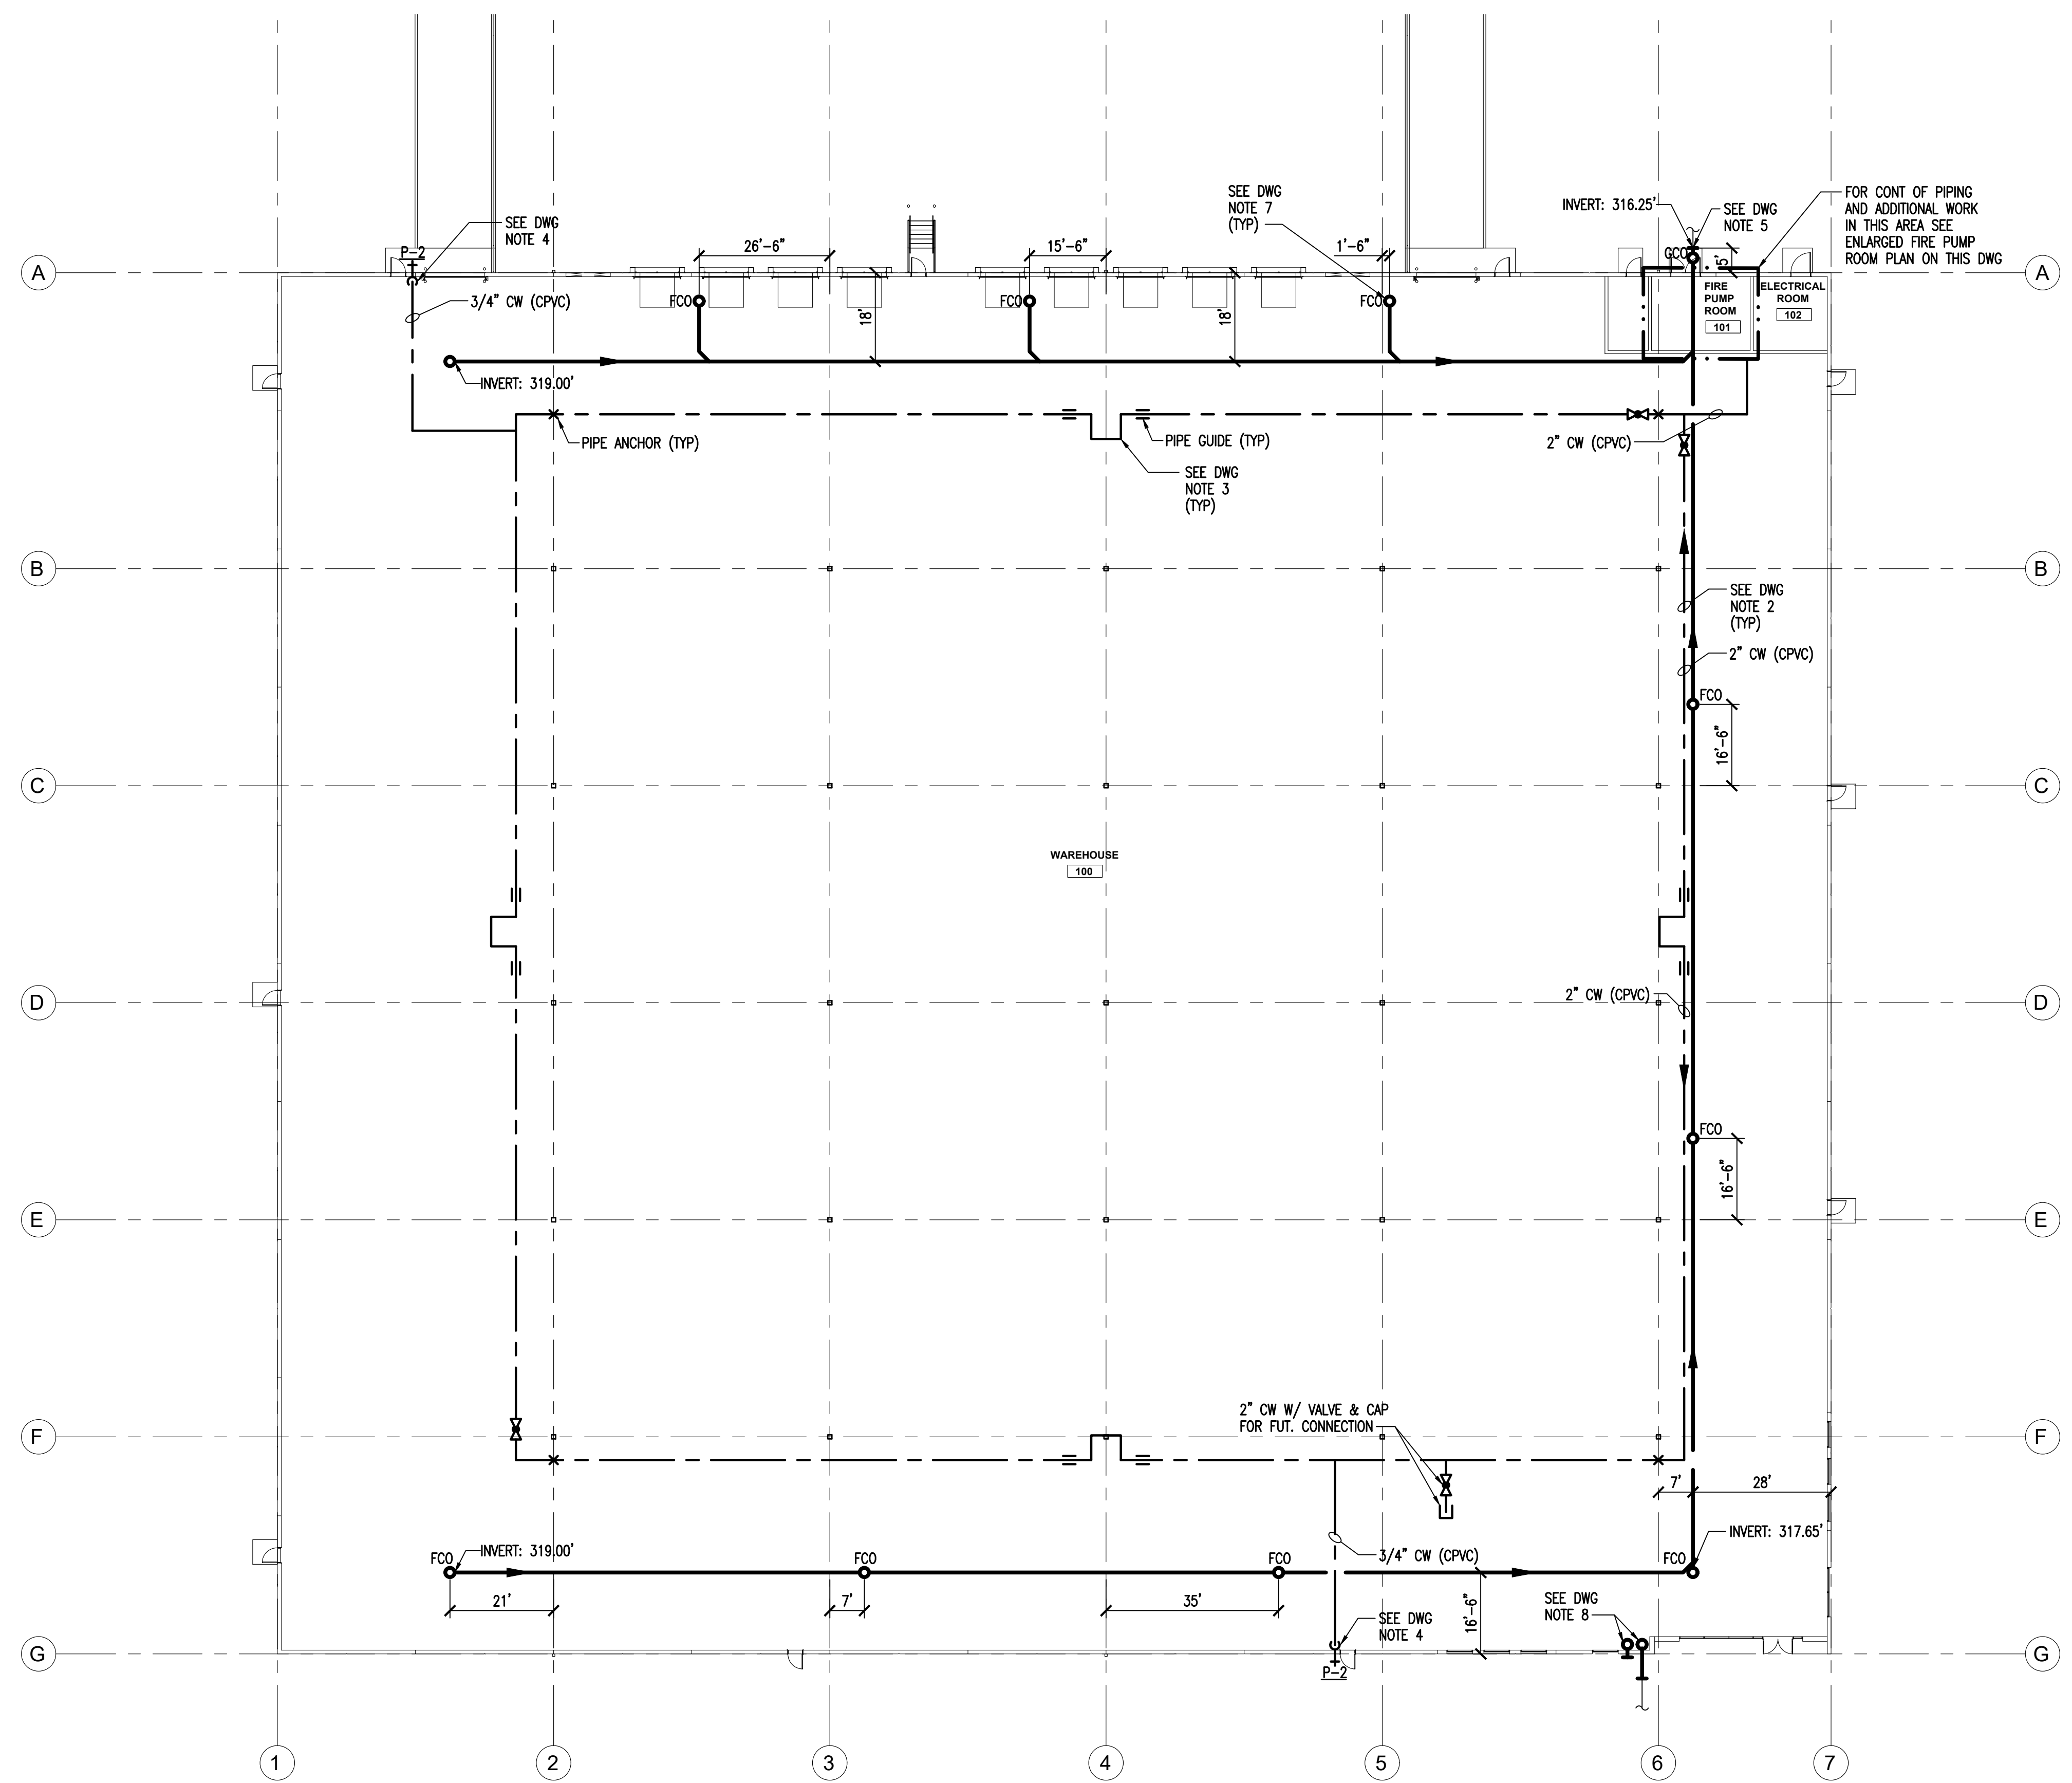 SEE DWG
NOTE 4
P-2
3/4" CW (CPVC)
26'-6"
15'-6"
SEE DWG
NOTE 7
(TYP)
1'-6"
INVERT: 316.25'
SEE DWG
NOTE 5
FOR CONT OF PIPING
AND ADDITIONAL WORK
IN THIS AREA SEE
ENLARGED FIRE PUMP
ROOM PLAN ON THIS DWG
A
A
GCO
5'
FCO
18'
FCO
18'
FCO
FIRE
PUMP
ROOM
101
ELECTRICAL
ROOM
102
INVERT: 319.00'
PIPE ANCHOR (TYP)
PIPE GUIDE (TYP)
SEE DWG
NOTE 3
(TYP)
2" CW (CPVC)
B
B
SEE DWG
NOTE 2
(TYP)
2" CW (CPVC)
FCO
16'-6"
C
C
WAREHOUSE
100
2" CW (CPVC)
D
D
FCO
16'-6"
E
E
2" CW W/ VALVE & CAP
FOR FUT. CONNECTION
F
F
7'
28'
INVERT: 317.65'
FCO
INVERT: 319.00'
FCO
FCO
3/4" CW (CPVC)
FCO
21'
7'
35'
16'-6"
SEE DWG
NOTE 4
SEE DWG
NOTE 8
P-2
G
G
1
2
3
4
5
6
7